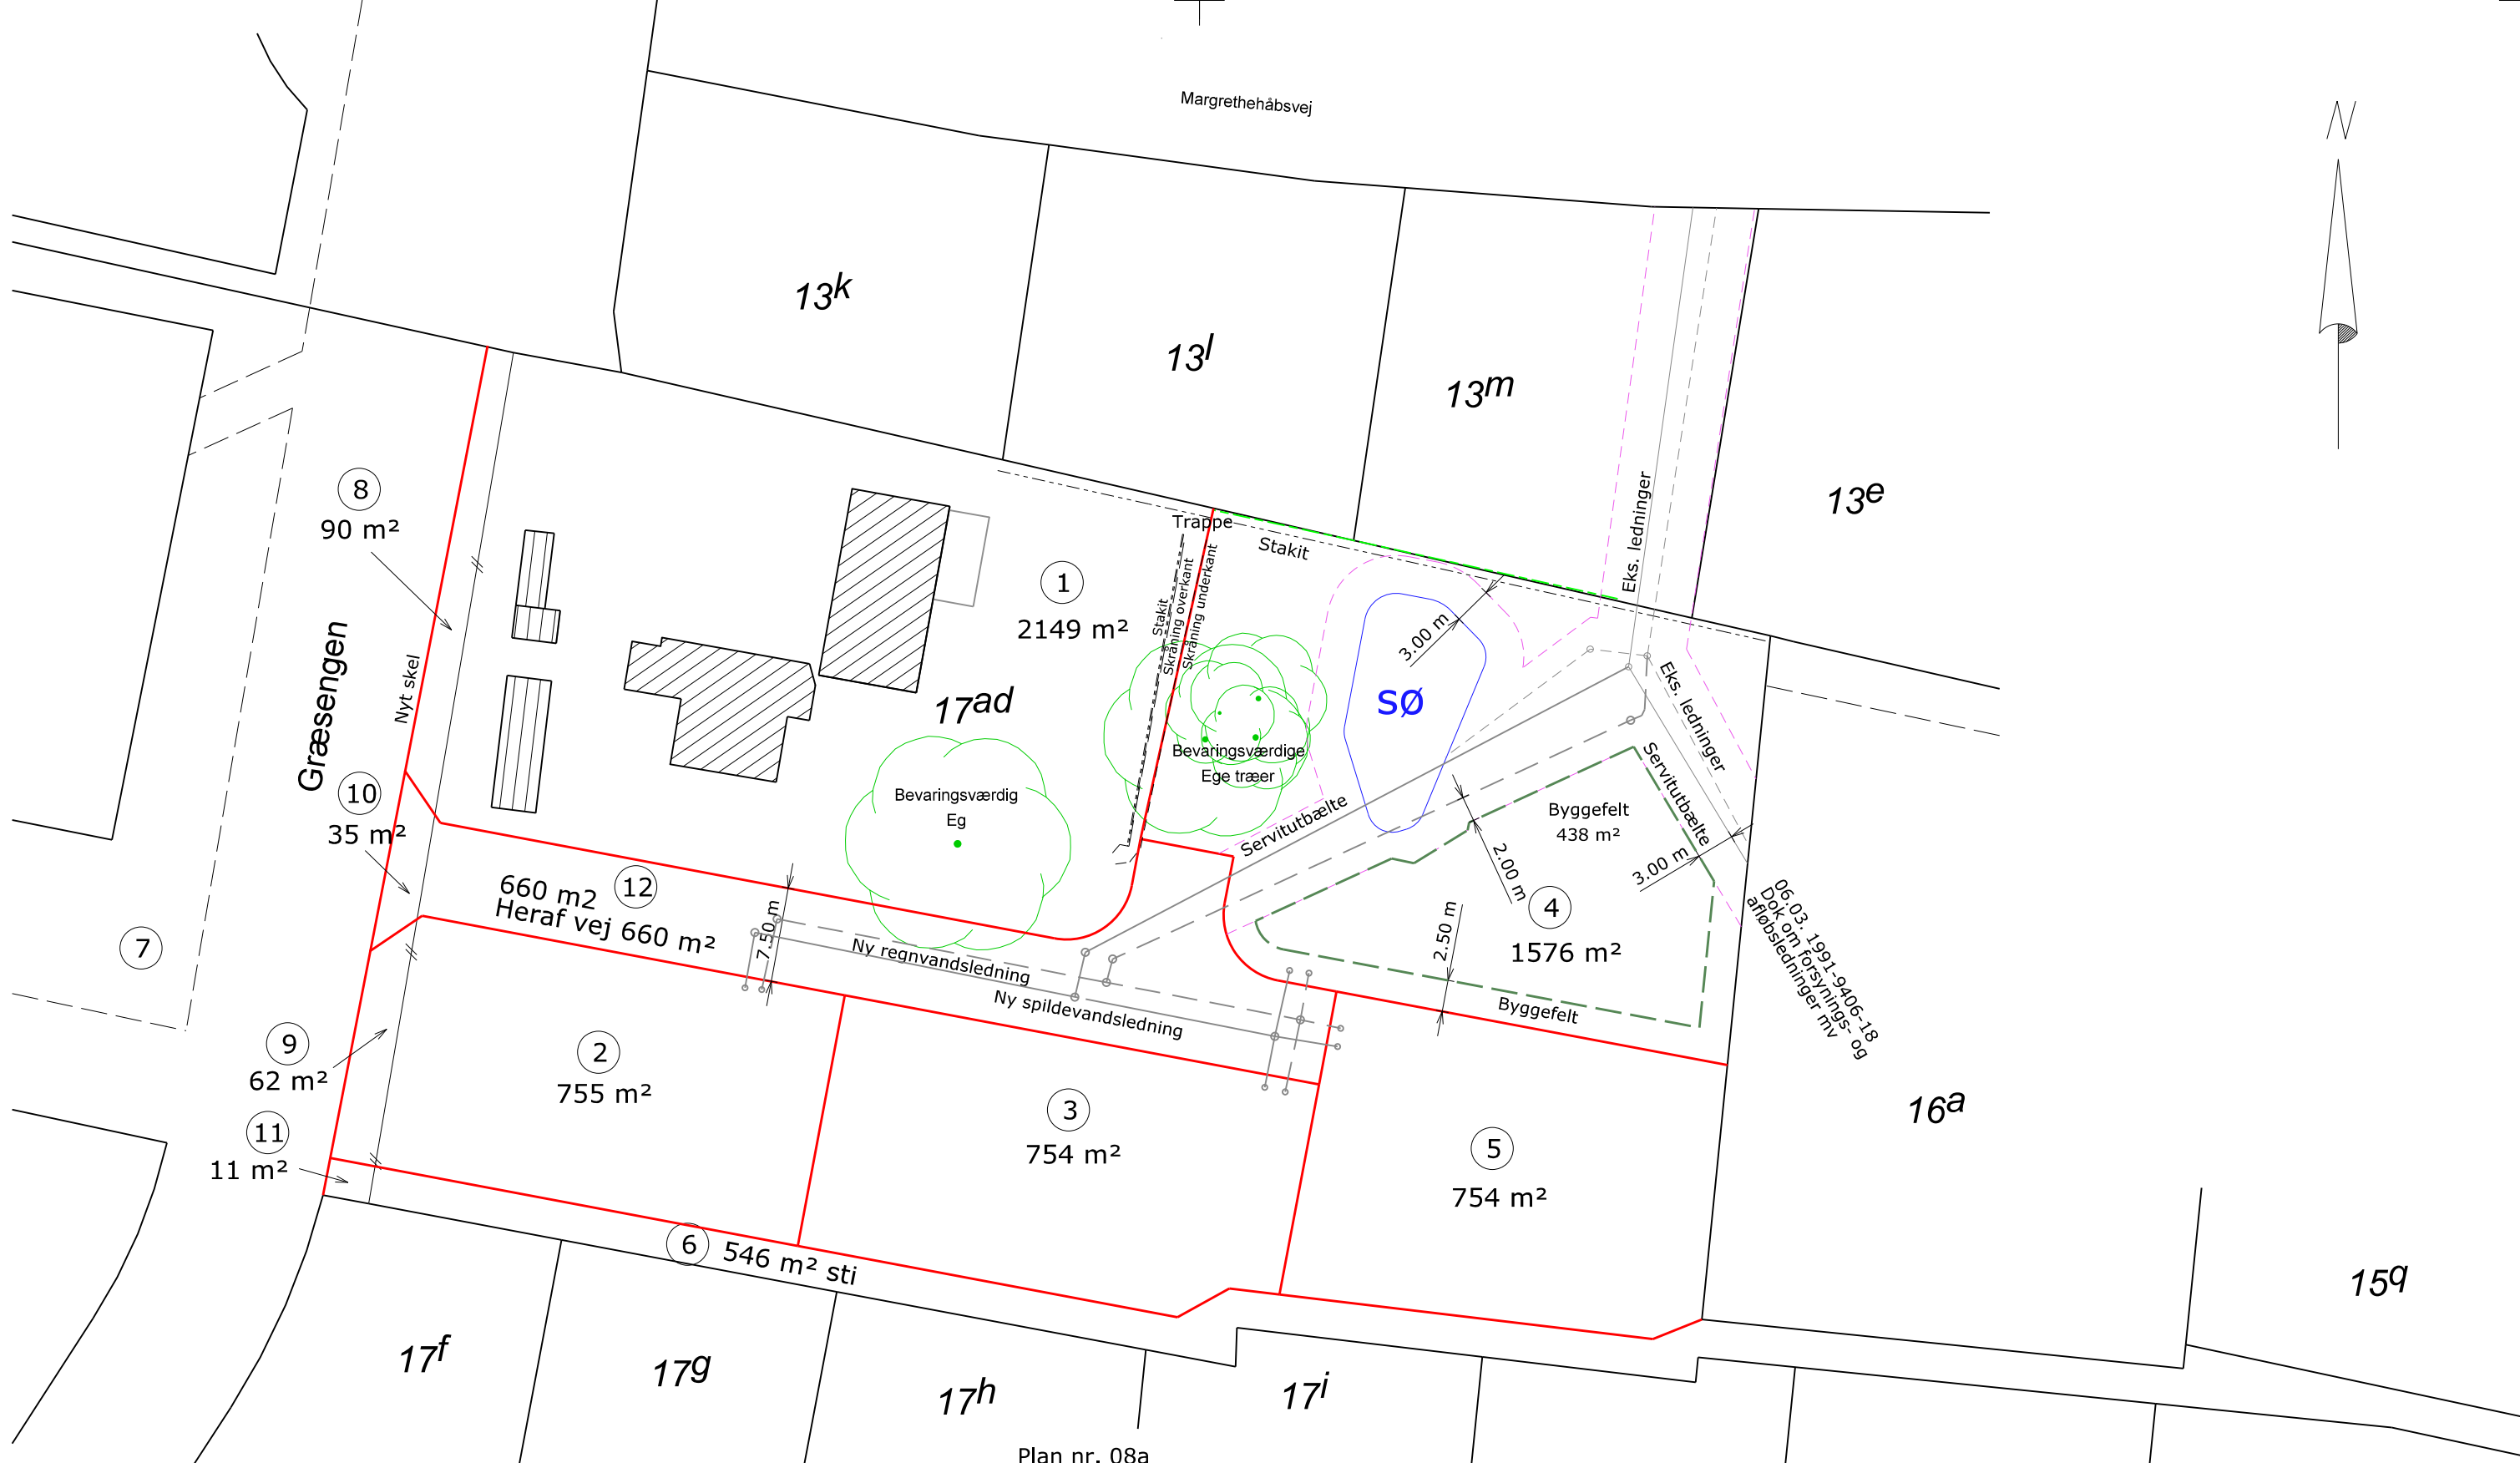 Margrethehåbsvej
N
13k
13l
13m
13e
Eks. ledninger
8
90 m²
Trappe
Stakit
Stakit
Skråning overkant
Skråning underkant
1
2149 m²
3.00 m
Græsengen
Nyt skel
17ad
sø
Eks. ledninger
Bevaringsværdige
Ege træer
Bevaringsværdig
Eg
10
35 m²
Servitutbælte
Servitutbælte
Byggefelt
438 m²
3.00 m
2.00 m
12
660 m2
Heraf vej 660 m²
7.50 m
4
1576 m²
2.50 m
7
Ny regnvandsledning
Ny spildevandsledning
Byggefelt
06.03. 1991-9406-18
Dok om forsynings- og
afløbsledninger mv
9
62 m²
2
755 m²
3
754 m²
5
754 m²
16a
11
11 m²
6
546 m² sti
15q
17f
17g
17h
17i
Plan nr. 08a